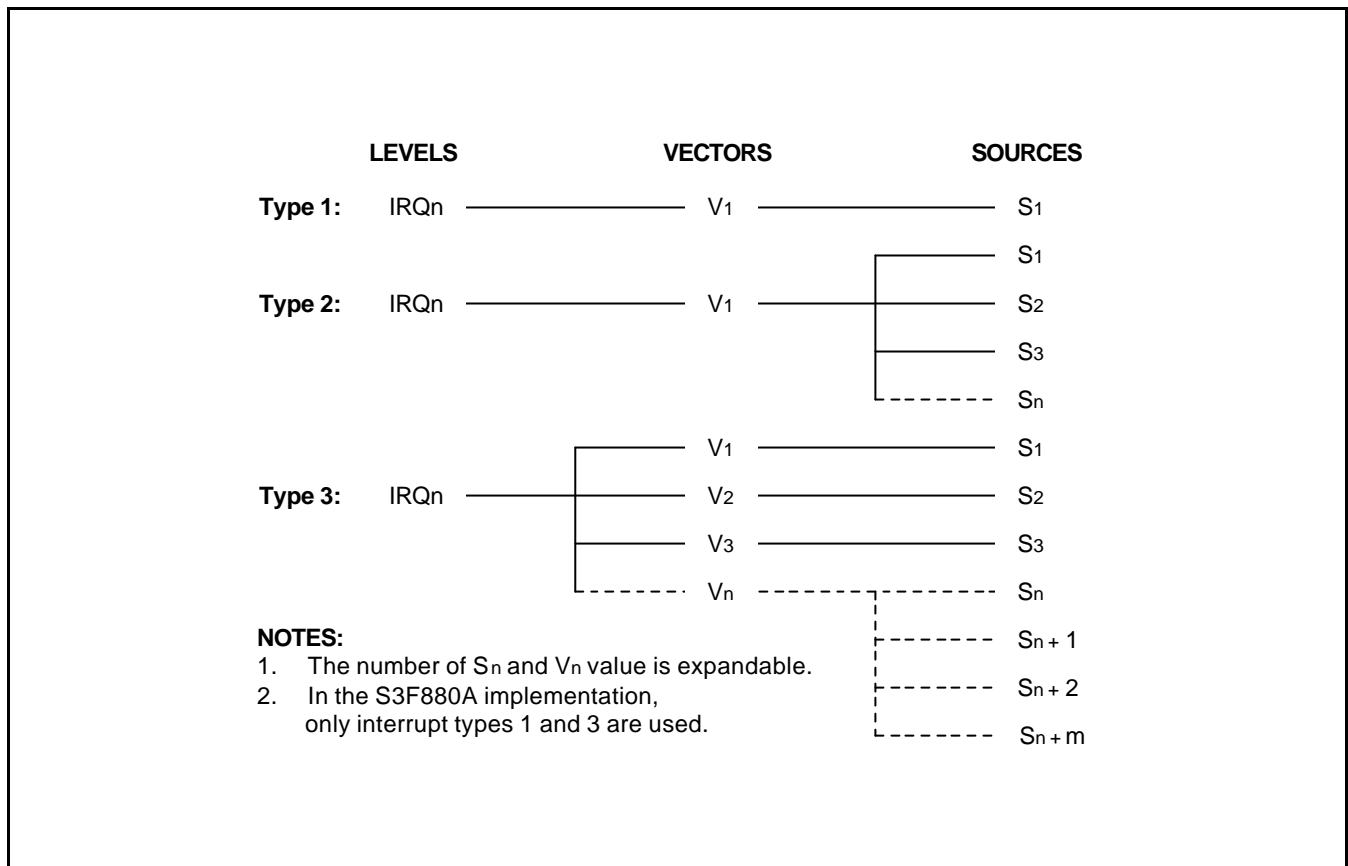 LEVELS VECTORS SOURCES
Type 1: IRQn V1 S1
S1
Type 2: IRQn V1 S2
S3
Sn
V1 S1
Type 3: IRQn V2 S2
V3 S3
Vn Sn
NOTES: Sn + 1
1. The number of Sn and Vn value is expandable.
2. In the S3F880A implementation, Sn + 2
only interrupt types 1 and 3 are used.
Sn + m